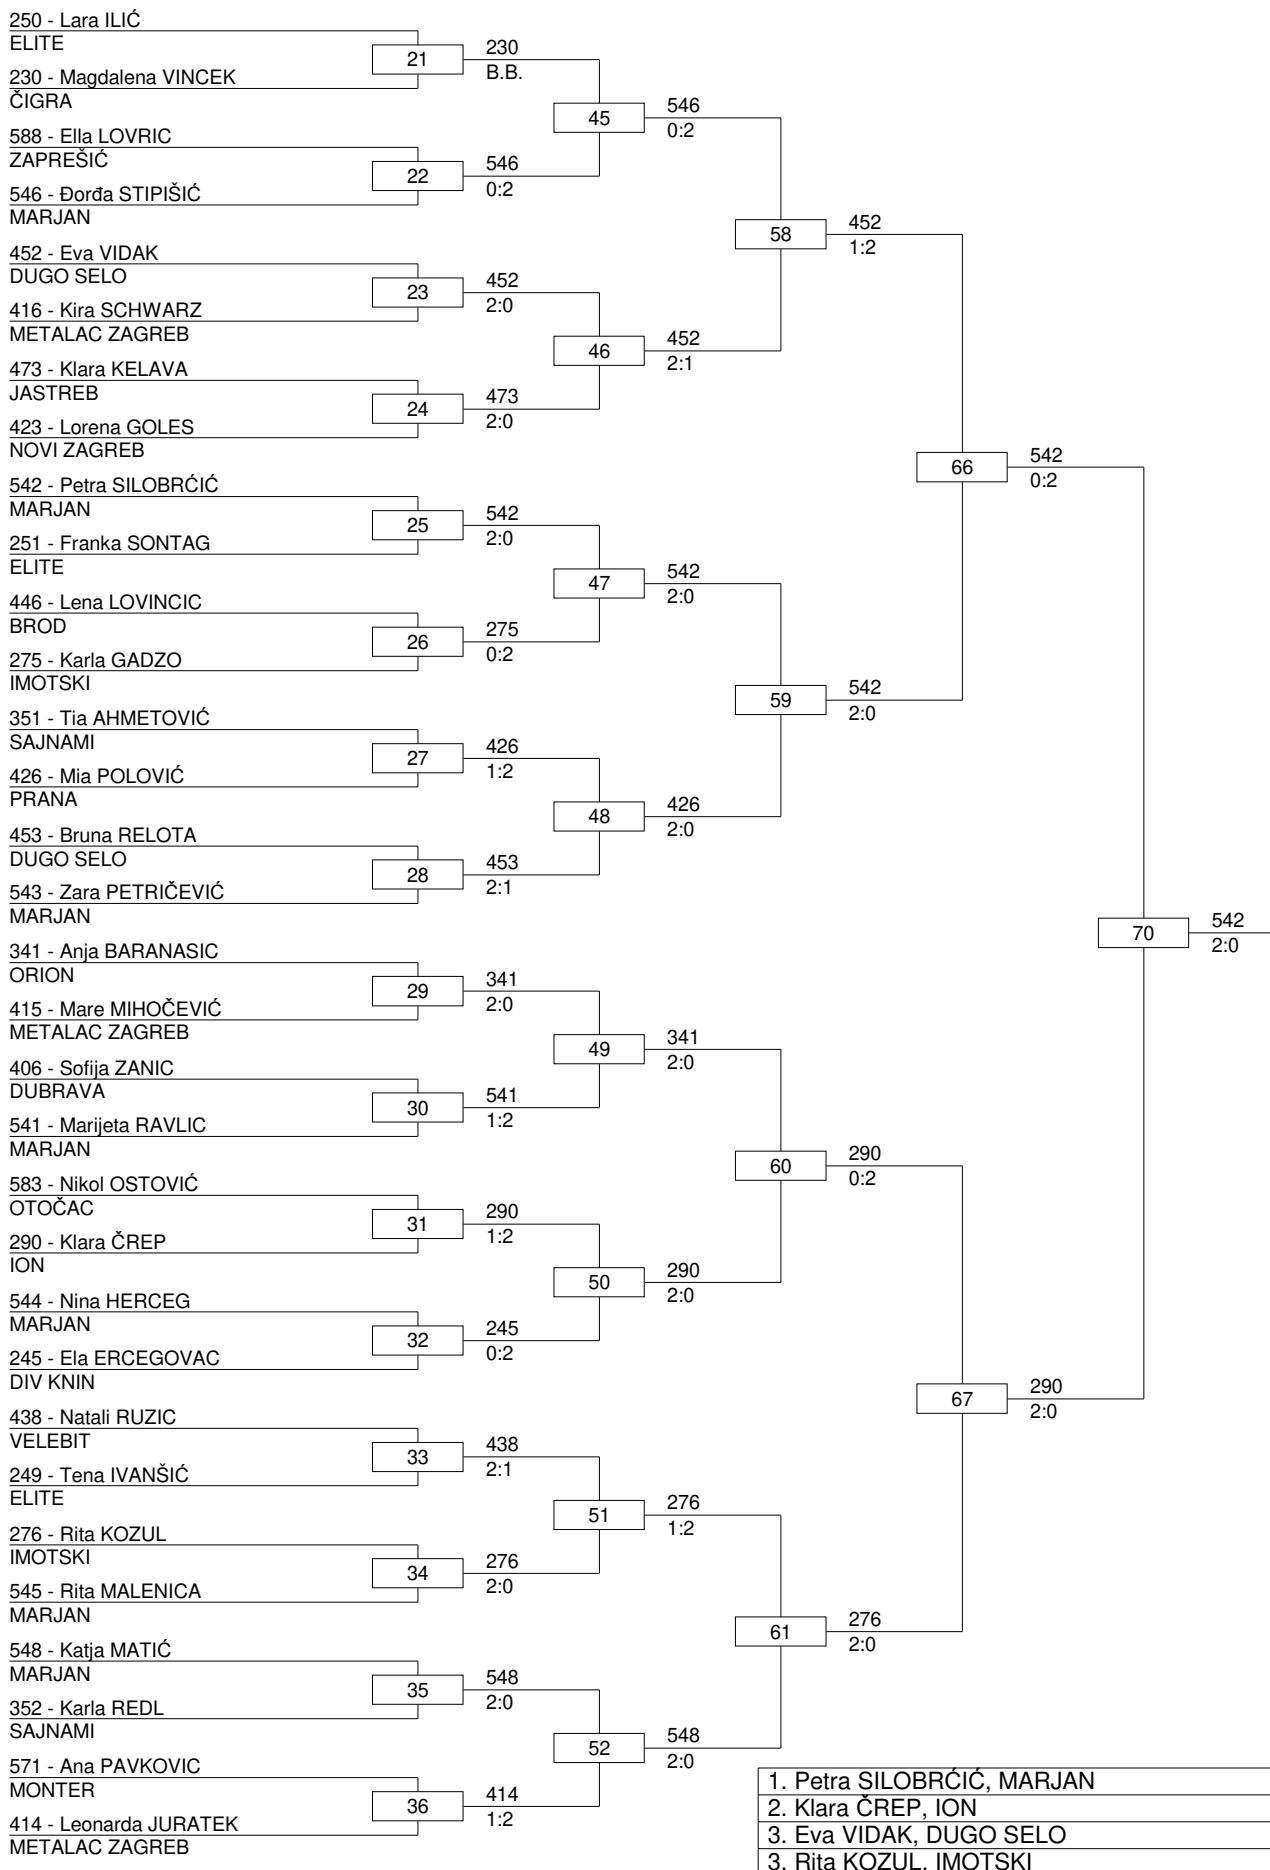 250 - Lara ILIĆ
ELITE
21
230
B.B.
230 - Magdalena VINCEK
ČIGRA
45
546
0:2
588 - Ella LOVRIC
ZAPREŠIĆ
22
546
0:2
546 - Đorđa STIPIŠIĆ
MARJAN
58
452
1:2
452 - Eva VIDAK
DUGO SELO
23
452
2:0
416 - Kira SCHWARZ
METALAC ZAGREB
46
452
2:1
473 - Klara KELAVA
JASTREB
24
473
2:0
423 - Lorena GOLES
NOVI ZAGREB
66
542
0:2
542 - Petra SILOBRĆIĆ
MARJAN
25
542
2:0
251 - Franka SONTAG
ELITE
47
542
2:0
446 - Lena LOVINCIC
BROD
26
275
0:2
275 - Karla GADZO
IMOTSKI
59
542
2:0
351 - Tia AHMETOVIĆ
SAJNAMI
27
426
1:2
426 - Mia POLOVIĆ
PRANA
48
426
2:0
453 - Bruna RELOTA
DUGO SELO
28
453
2:1
543 - Zara PETRIČEVIĆ
MARJAN
70
542
2:0
341 - Anja BARANASIC
ORION
29
341
2:0
415 - Mare MIHOČEVIĆ
METALAC ZAGREB
49
341
2:0
406 - Sofija ZANIC
DUBRAVA
30
541
1:2
541 - Marijeta RAVLIC
MARJAN
60
290
0:2
583 - Nikol OSTOVIĆ
OTOČAC
31
290
1:2
290 - Klara ČREP
ION
50
290
2:0
544 - Nina HERCEG
MARJAN
32
245
0:2
245 - Ela ERCEGOVAC
DIV KNIN
67
290
2:0
438 - Natali RUZIC
VELEBIT
33
438
2:1
249 - Tena IVANŠIĆ
ELITE
51
276
1:2
276 - Rita KOZUL
IMOTSKI
34
276
2:0
545 - Rita MALENICA
MARJAN
61
276
2:0
548 - Katja MATIĆ
MARJAN
35
548
2:0
352 - Karla REDL
SAJNAMI
52
548
2:0
571 - Ana PAVKOVIC
MONTER
36
414
1:2
414 - Leonarda JURATEK
METALAC ZAGREB
1. Petra SILOBRĆIĆ, MARJAN
2. Klara ČREP, ION
3. Eva VIDAK, DUGO SELO
3. Rita KOZUL, IMOTSKI